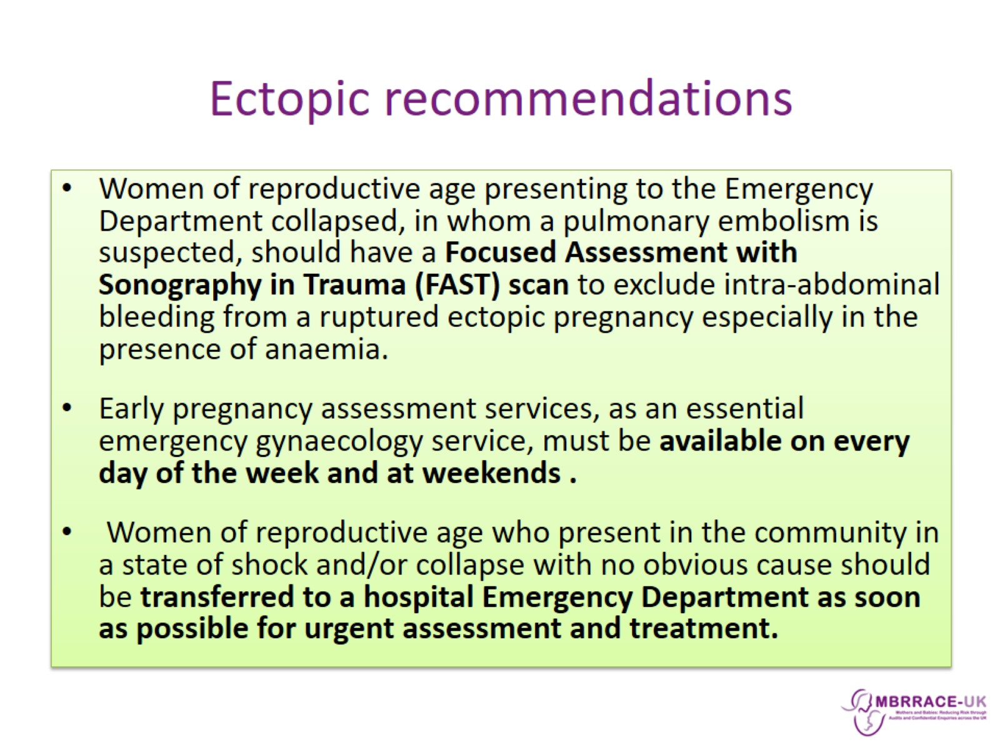 Ectopic recommendations
• Women of reproductive age presenting to the Emergency
Department collapsed, in whom a pulmonary embolism is
suspected, should have a Focused Assessment with
Sonography in Trauma (FAST) scan to exclude intra-abdominal
bleeding from a ruptured ectopic pregnancy especially in the
presence of anaemia.
• Early pregnancy assessment services, as an essential
emergency gynaecology service, must be available on every
day of the week and at weekends .
• Women of reproductive age who present in the community in
a state of shock and/or collapse with no obvious cause should
be transferred to a hospital Emergency Department as soon
as possible for urgent assessment and treatment.
MBRRACE-UK
Mothers and Babies: Reducing Risk through
Audits and Confidential Enquiries across the UK